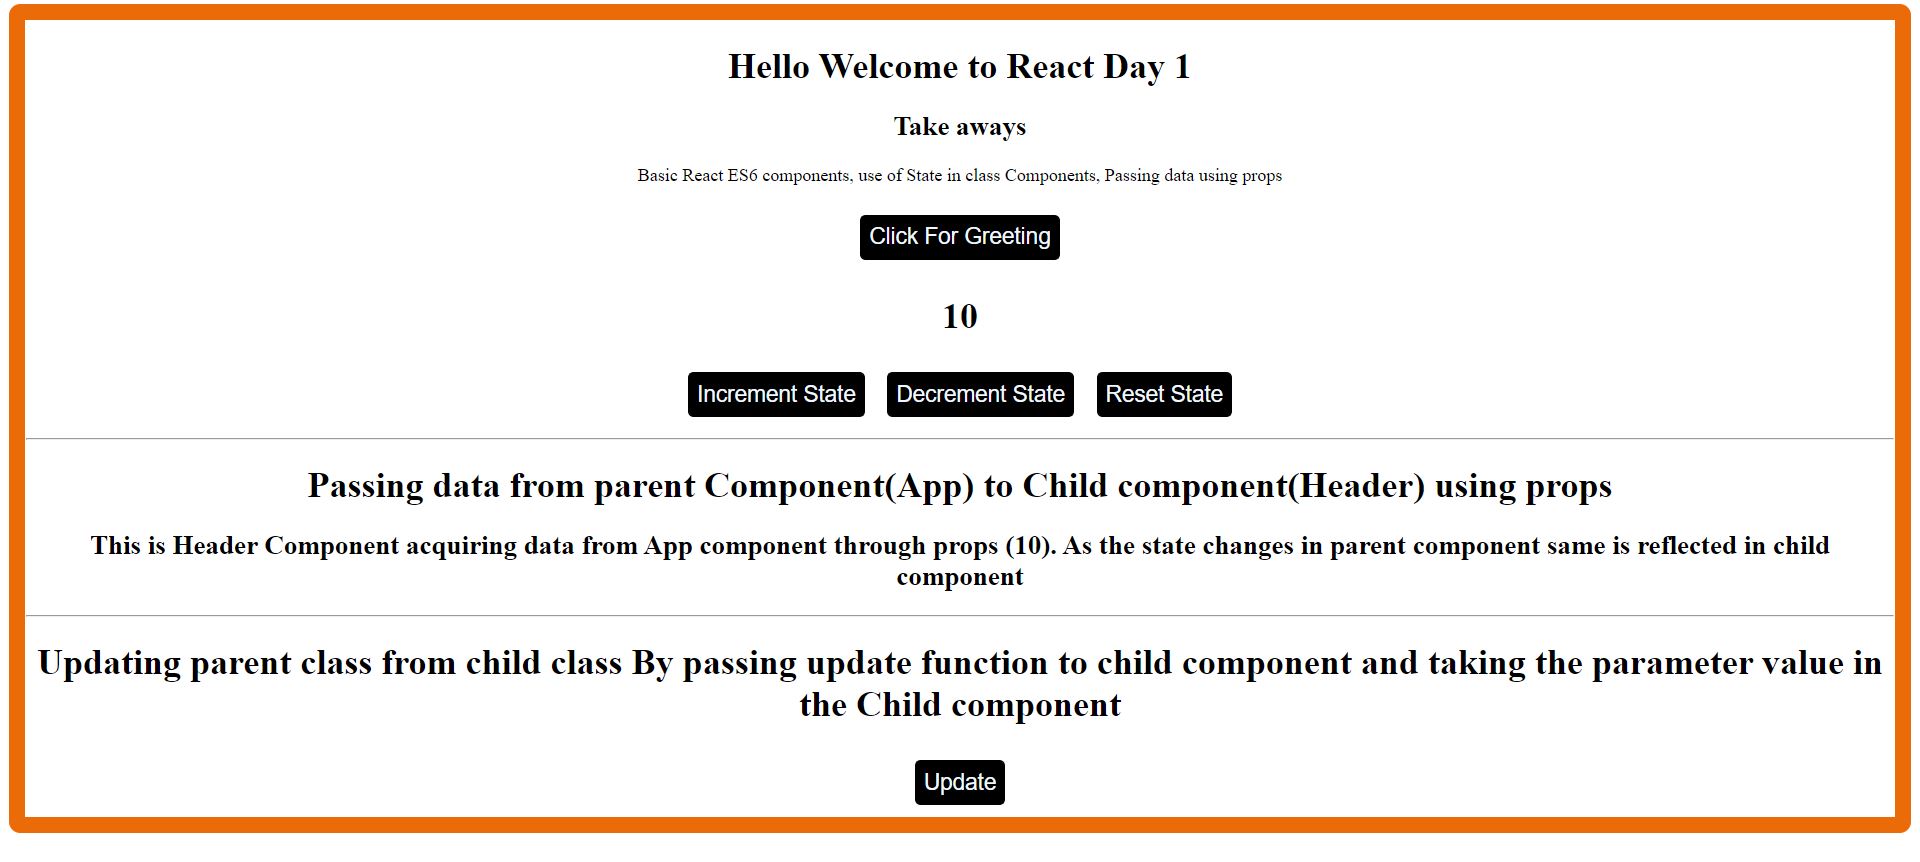 Hello Welcome to React Day 1
Take aways
Basic React ES6 components, use of State in class Components, Passing data using props
Click For Greeting
10
Increment State Decrement State Reset State
Passing data from parent Component(App) to Child component(Header) using props
This is Header Component acquiring data from App component through props (10). As the state changes in parent component same is reflected in child
component
Updating parent class from child class By passing update function to child component and taking the parameter value in
the Child component
Update